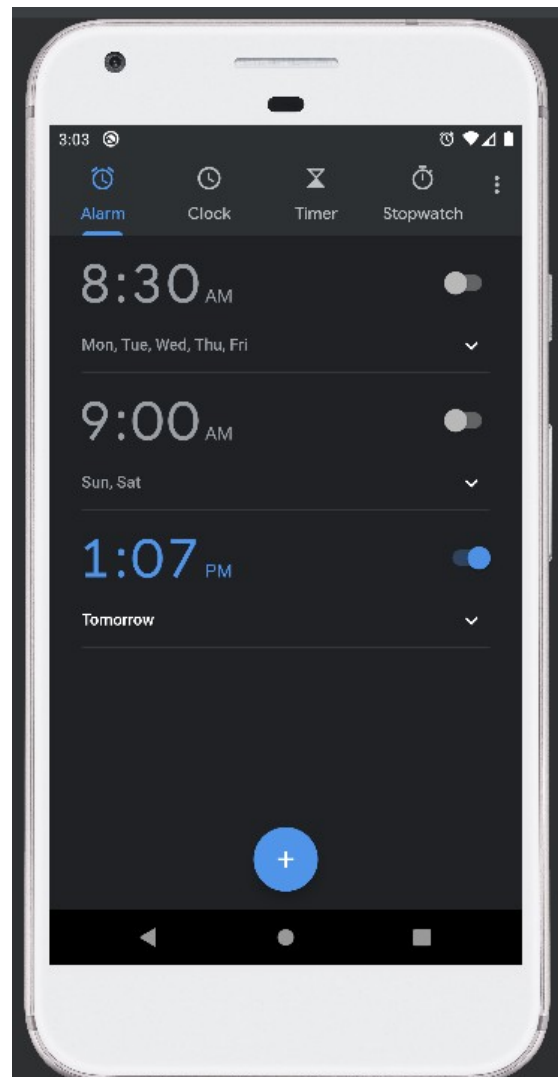 3:03
Alarm Clock Timer Stopwatch
8:30 AM
Mon, Tue, Wed, Thu, Fri
9:00 AM
Sun, Sat
1:07 PM
Tomorrow
+